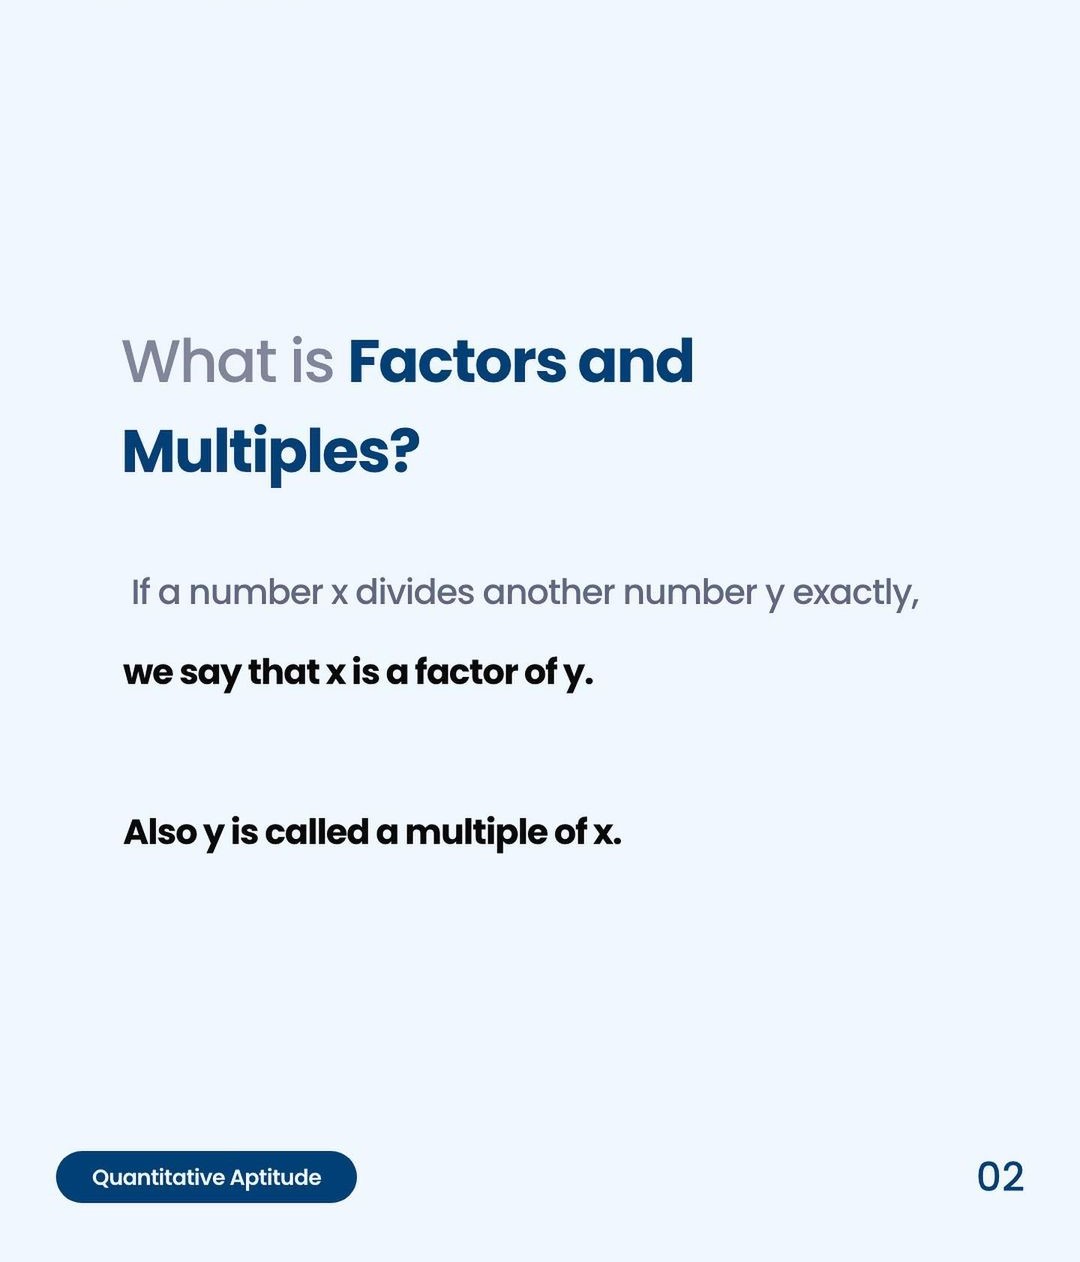 What is Factors and
Multiples?
If a number x divides another number y exactly,
we say that x is a factor of y.
Also y is called a multiple of x.
Quantitative Aptitude
02